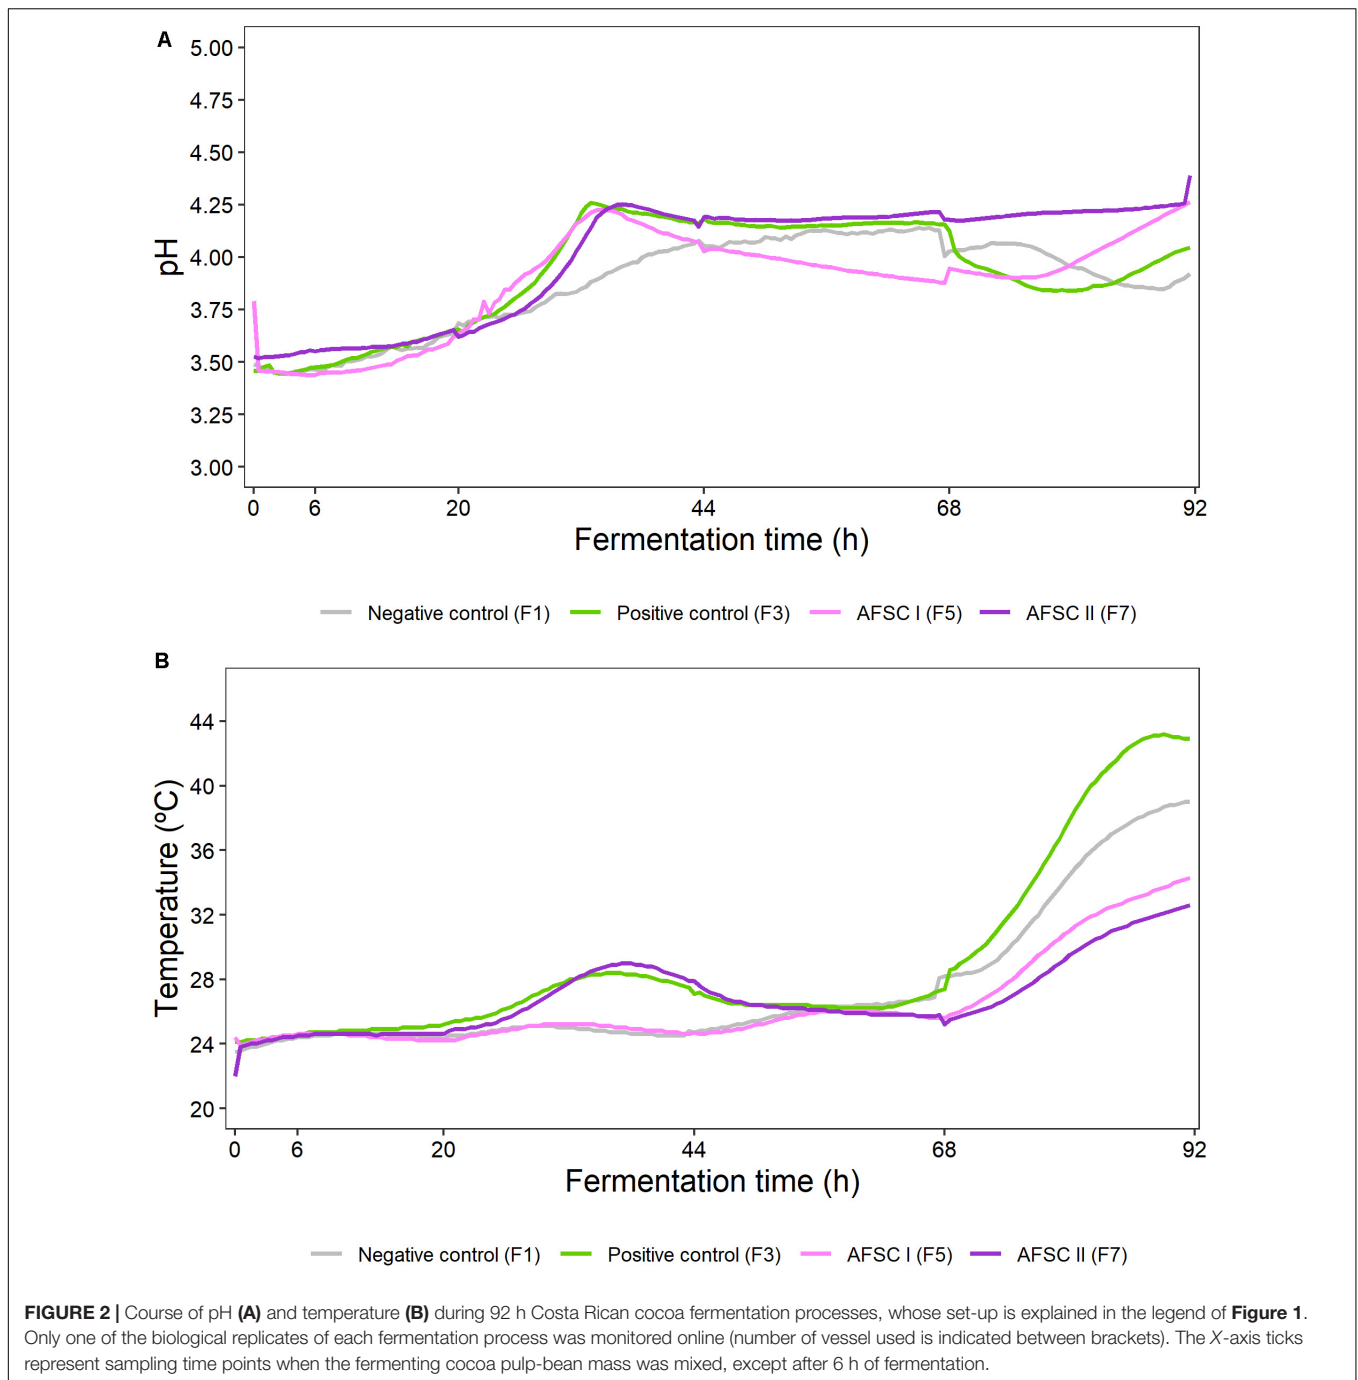 A
5.00
4.75
4.50
4.25
4.00
3.75
3.50
3.25
3.00
pH
0 6 20 44 68 92
Fermentation time (h)
Negative control (F1) Positive control (F3) AFSC I (F5) AFSC II (F7)
B
44
40
36
32
28
24
20
Temperature (ºC)
0 6 20 44 68 92
Fermentation time (h)
Negative control (F1) Positive control (F3) AFSC I (F5) AFSC II (F7)
FIGURE 2 | Course of pH (A) and temperature (B) during 92 h Costa Rican cocoa fermentation processes, whose set-up is explained in the legend of Figure 1.
Only one of the biological replicates of each fermentation process was monitored online (number of vessel used is indicated between brackets). The X-axis ticks
represent sampling time points when the fermenting cocoa pulp-bean mass was mixed, except after 6 h of fermentation.